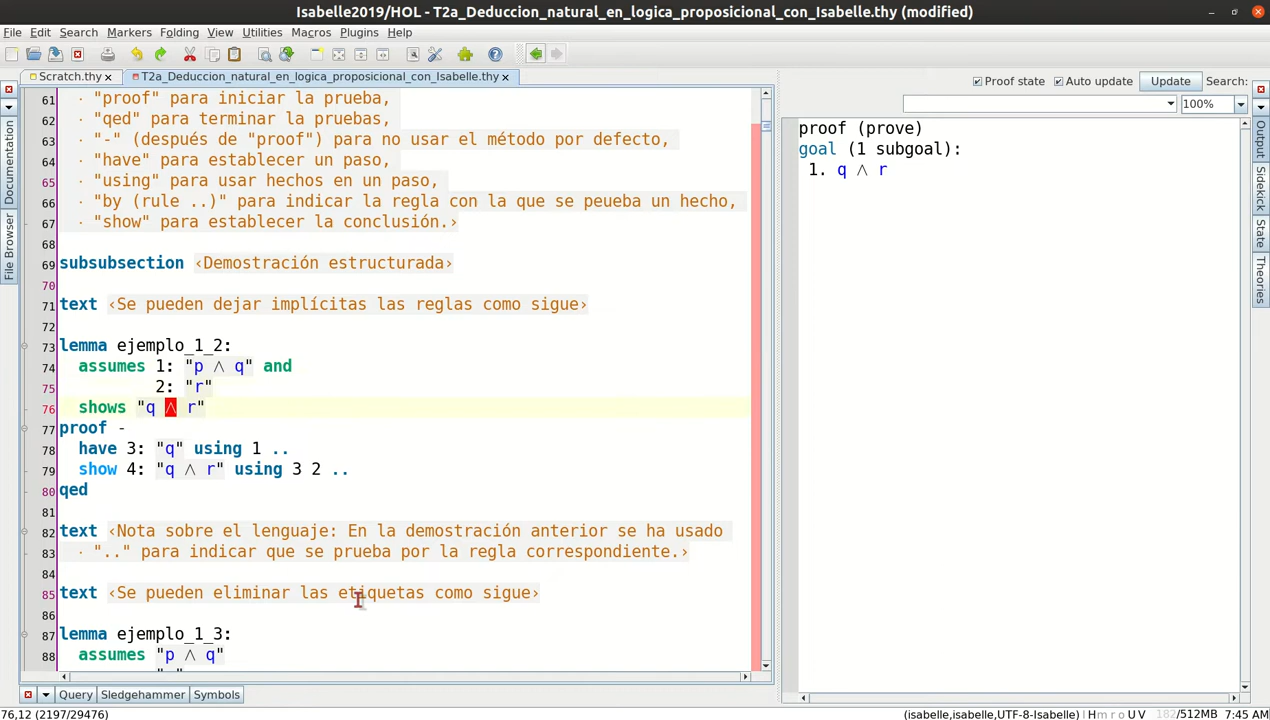 Isabelle2019/HOL - T2a_Deduccion_natural_en_logica_proposicional_con_Isabelle.thy (modified)
File Edit Search Markers Folding View Utilities Macros Plugins Help
Scratch.thy T2a_Deduccion_natural_en_logica_proposicional_con_Isabelle.thy
Proof state Auto update Update Search:
100%
61 · "proof" para iniciar la prueba,
62 · "qed" para terminar la pruebas,
63 · "-" (después de "proof") para no usar el método por defecto,
64 · "have" para establecer un paso,
65 · "using" para usar hechos en un paso,
66 · "by (rule ..)" para indicar la regla con la que se peueba un hecho,
67 · "show" para establecer la conclusión.›
68
69 subsubsection ‹Demostración estructurada›
70
71 text ‹Se pueden dejar implícitas las reglas como sigue›
72
73 lemma ejemplo_1_2:
74 assumes 1: "p ∧ q" and
75 2: "r"
76 shows "q ∧ r"
77 proof -
78 have 3: "q" using 1 ..
79 show 4: "q ∧ r" using 3 2 ..
80 qed
81
82 text ‹Nota sobre el lenguaje: En la demostración anterior se ha usado
83 · ".." para indicar que se prueba por la regla correspondiente.›
84
85 text ‹Se pueden eliminar las etiquetas como sigue›
86
87 lemma ejemplo_1_3:
88 assumes "p ∧ q"
proof (prove)
goal (1 subgoal):
1. q ∧ r
Documentation
File Browser
Output
Sidekick
State
Theories
Query Sledgehammer Symbols
76,12 (2197/29476)
(isabelle,isabelle,UTF-8-Isabelle) | H m r o U V 182/512MB 7:45 AM